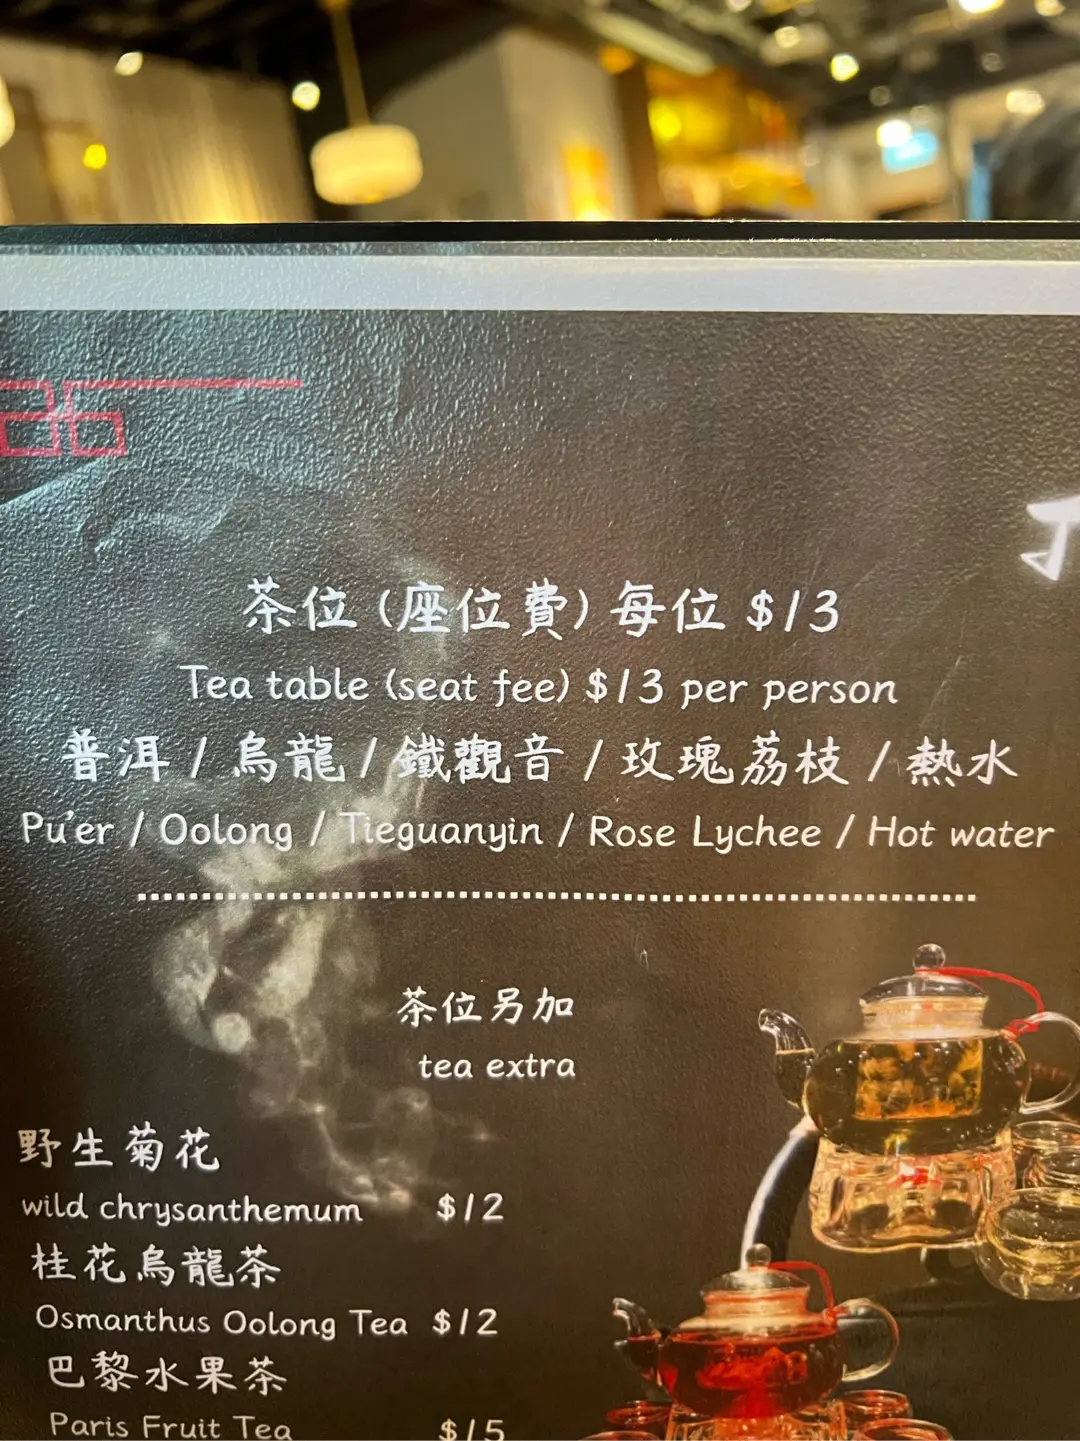 茶位 (座位費) 每位 $13
Tea table (seat fee) $13 per person
普洱 / 烏龍 / 鐵觀音 / 玫瑰荔枝 / 熱水
Pu'er / Oolong / Tieguanyin / Rose Lychee / Hot water
茶位另加
tea extra
野生菊花
wild chrysanthemum $12
桂花烏龍茶
Osmanthus Oolong Tea $12
巴黎水果茶
Paris Fruit Tea $15